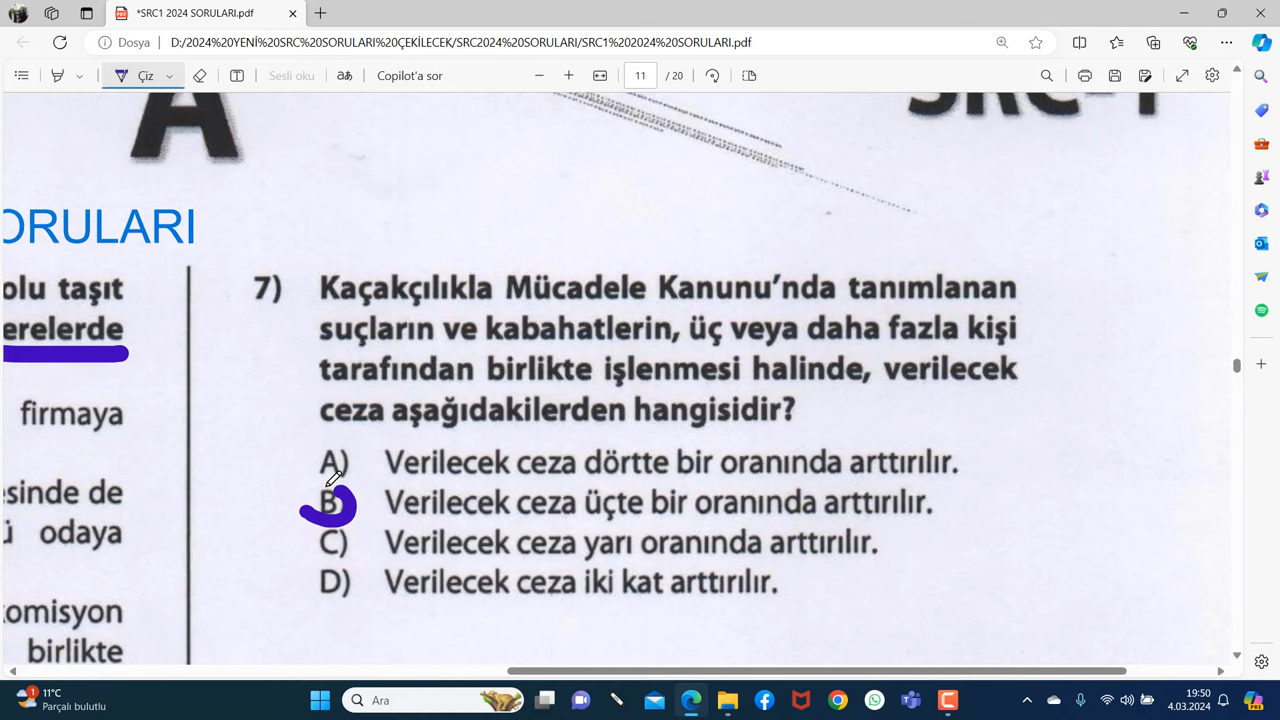 *SRC1 2024 SORULARI.pdf
Dosya
D:/2024%20YENİ%20SRC%20SORULARI%20ÇEKİLECEK/SRC2024%20SORULARI/SRC1%202024%20SORULARI.pdf
Çiz
Sesli oku
aあ
Copilot'a sor
11 / 20
A
SRC-1
ORULARI
olu taşıt
erelerde
firmaya
esinde de
ü odaya
komisyon
birlikte
7) Kaçakçılıkla Mücadele Kanunu'nda tanımlanan
suçların ve kabahatlerin, üç veya daha fazla kişi
tarafından birlikte işlenmesi halinde, verilecek
ceza aşağıdakilerden hangisidir?
A) Verilecek ceza dörtte bir oranında arttırılır.
B) Verilecek ceza üçte bir oranında arttırılır.
C) Verilecek ceza yarı oranında arttırılır.
D) Verilecek ceza iki kat arttırılır.
1
11°C
Parçalı bulutlu
Ara
19:50
4.03.2024